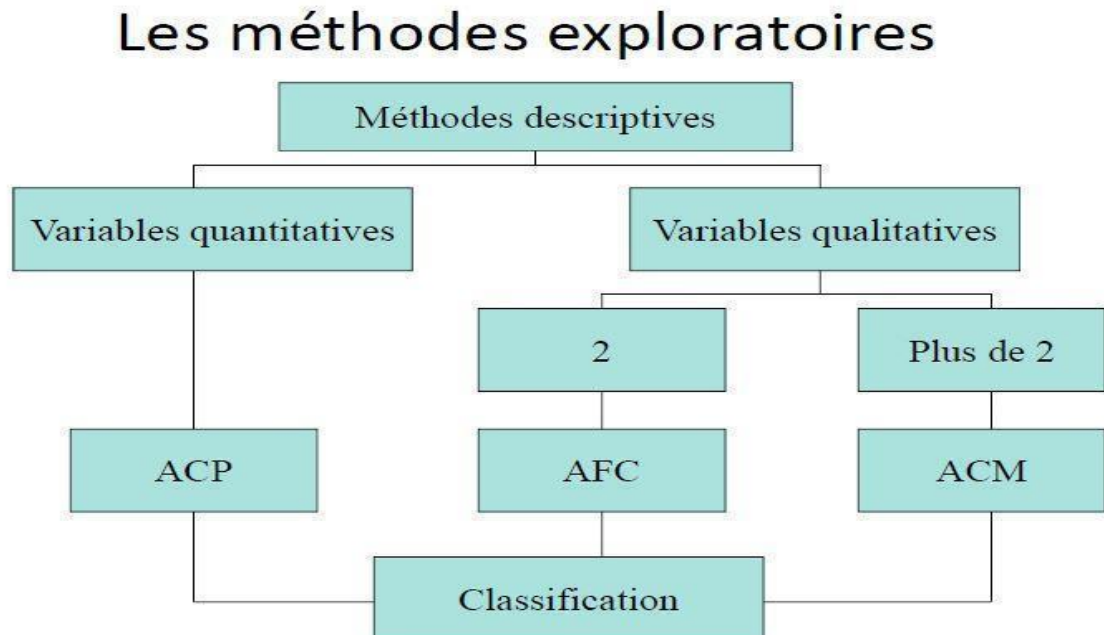 Les méthodes exploratoires
Méthodes descriptives
Variables quantitatives
Variables qualitatives
2
Plus de 2
ACP
AFC
ACM
Classification